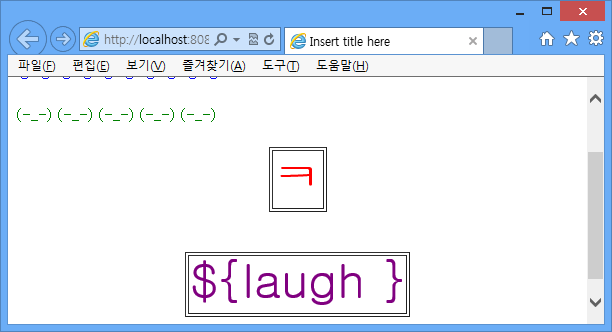 http://localhost:808
Insert title here
파일(F) 편집(E) 보기(V) 즐겨찾기(A) 도구(T) 도움말(H)
(-_-) (-_-) (-_-) (-_-) (-_-)
ㅋ
${laugh }